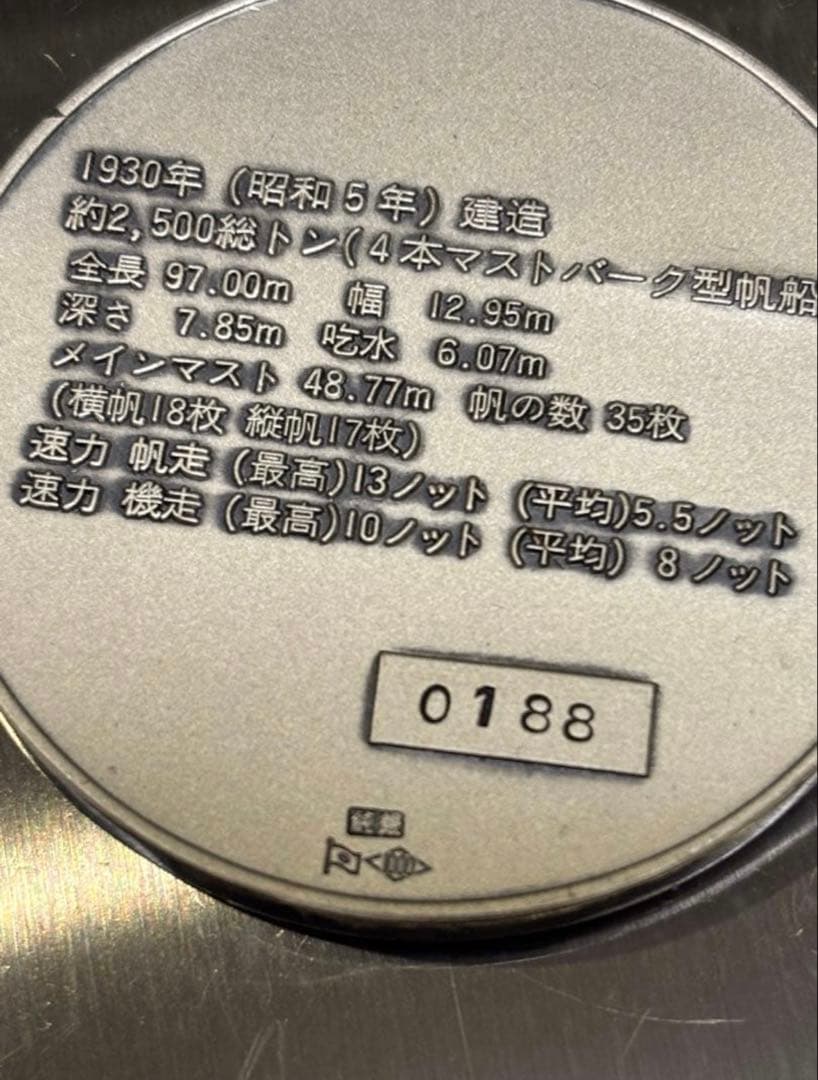 1930年 (昭和5年) 建造
約2,500総トン(4本マストバーク型帆船
全長 97.00m 幅 12.95m
深さ 7.85m 吃水 6.07m
メインマスト 48.77m 帆の数 35枚
(横帆18枚 縦帆17枚)
速力 帆走 (最高)13ノット (平均)5.5ノット
速力 機走 (最高)10ノット (平均) 8ノット
0188
純銀